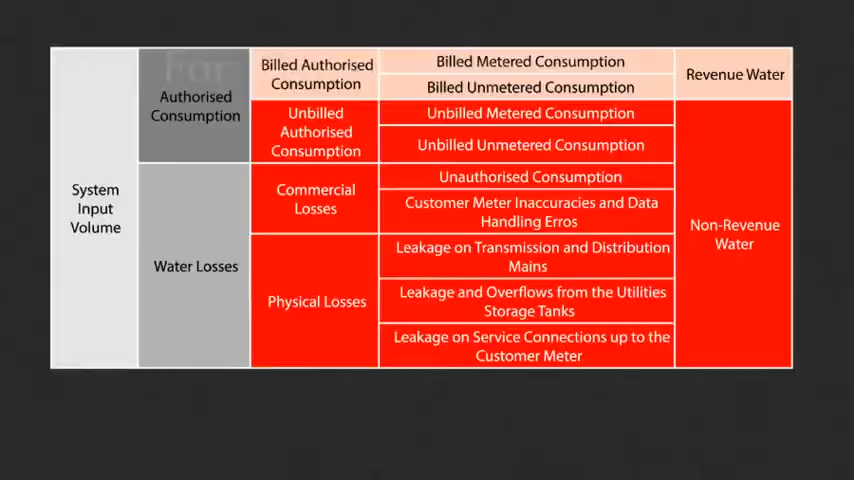 For
Authorised
Consumption
Billed Authorised
Consumption
Billed Metered Consumption
Billed Unmetered Consumption
Revenue Water
Unbilled
Authorised
Consumption
Unbilled Metered Consumption
Unbilled Unmetered Consumption
System
Input
Volume
Water Losses
Commercial
Losses
Unauthorised Consumption
Customer Meter Inaccuracies and Data
Handling Erros
Non-Revenue
Water
Physical Losses
Leakage on Transmission and Distribution
Mains
Leakage and Overflows from the Utilities
Storage Tanks
Leakage on Service Connections up to the
Customer Meter